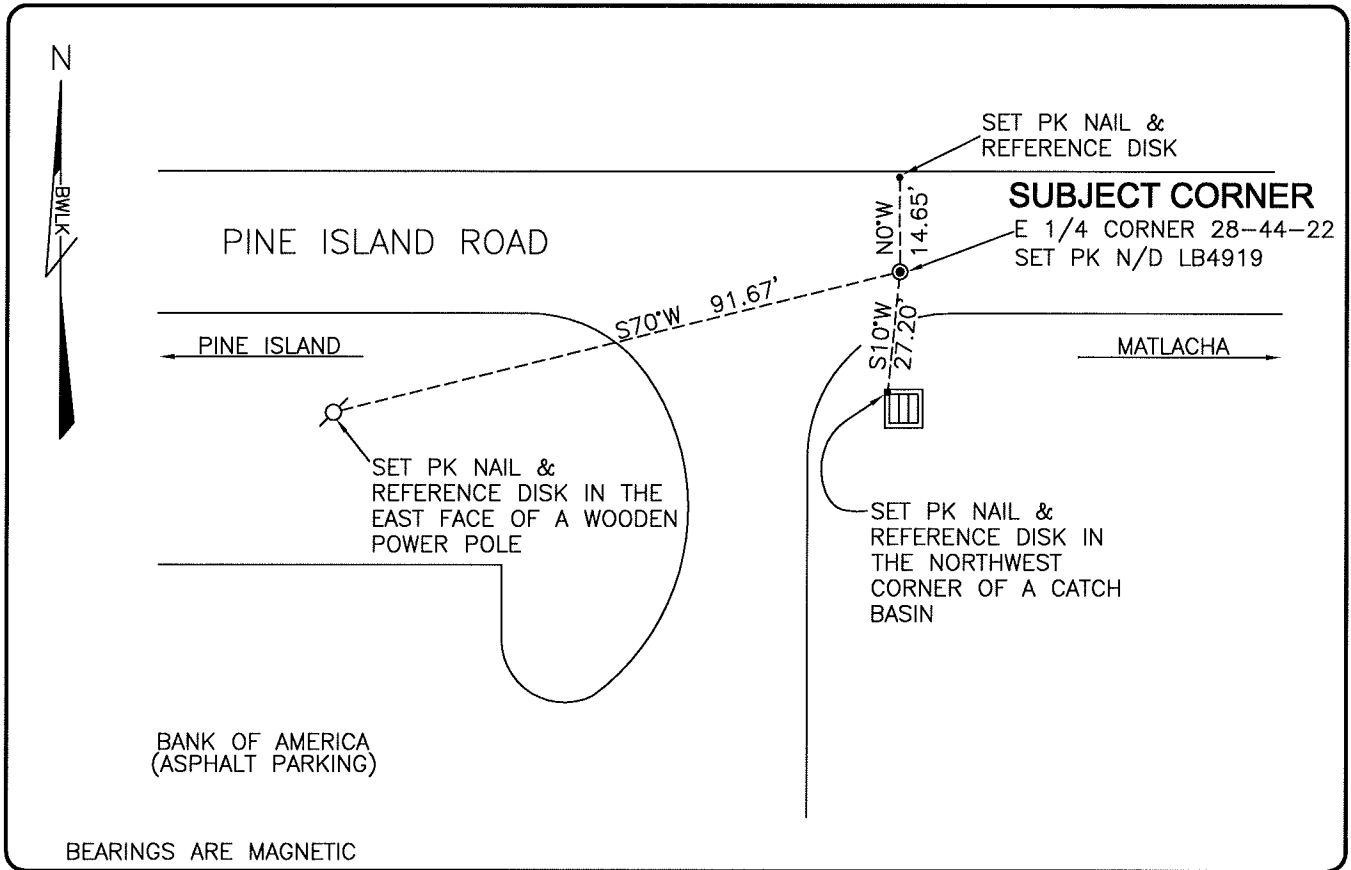 N
BWLK
SET PK NAIL &
REFERENCE DISK
SUBJECT CORNER
E 1/4 CORNER 28-44-22
SET PK N/D LB4919
N0°W
14.65'
PINE ISLAND ROAD
S70°W 91.67'
S10°W
27.20'
PINE ISLAND
MATLACHA
SET PK NAIL &
REFERENCE DISK IN THE
EAST FACE OF A WOODEN
POWER POLE
SET PK NAIL &
REFERENCE DISK IN
THE NORTHWEST
CORNER OF A CATCH
BASIN
BANK OF AMERICA
(ASPHALT PARKING)
BEARINGS ARE MAGNETIC